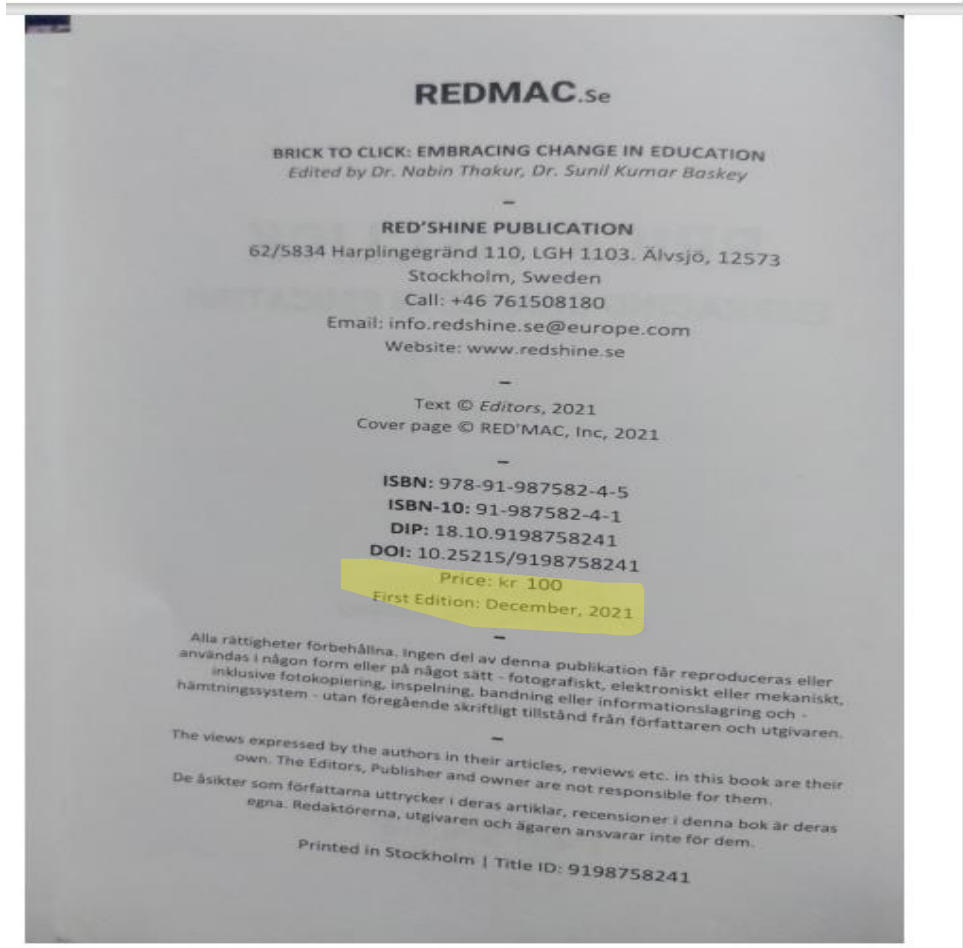 REDMAC.Se
BRICK TO CLICK: EMBRACING CHANGE IN EDUCATION
Edited by Dr. Nabin Thakur, Dr. Sunil Kumar Baskey
–
RED'SHINE PUBLICATION
62/5834 Harplingegränd 110, LGH 1103. Älvsjö, 12573
Stockholm, Sweden
Call: +46 761508180
Email: info.redshine.se@europe.com
Website: www.redshine.se
–
Text © Editors, 2021
Cover page © RED'MAC, Inc, 2021
–
ISBN: 978-91-987582-4-5
ISBN-10: 91-987582-4-1
DIP: 18.10.9198758241
DOI: 10.25215/9198758241
Price: kr 100
First Edition: December, 2021
–
Alla rättigheter förbehållna. Ingen del av denna publikation får reproduceras eller
användas i någon form eller på något sätt - fotografiskt, elektroniskt eller mekaniskt,
inklusive fotokopiering, inspelning, bandning eller informationslagring och -
hämtningssystem - utan föregående skriftligt tillstånd från författaren och utgivaren.
–
The views expressed by the authors in their articles, reviews etc. in this book are their
own. The Editors, Publisher and owner are not responsible for them.
De åsikter som författarna uttrycker i deras artiklar, recensioner i denna bok är deras
egna. Redaktörerna, utgivaren och ägaren ansvarar inte för dem.
Printed in Stockholm | Title ID: 9198758241